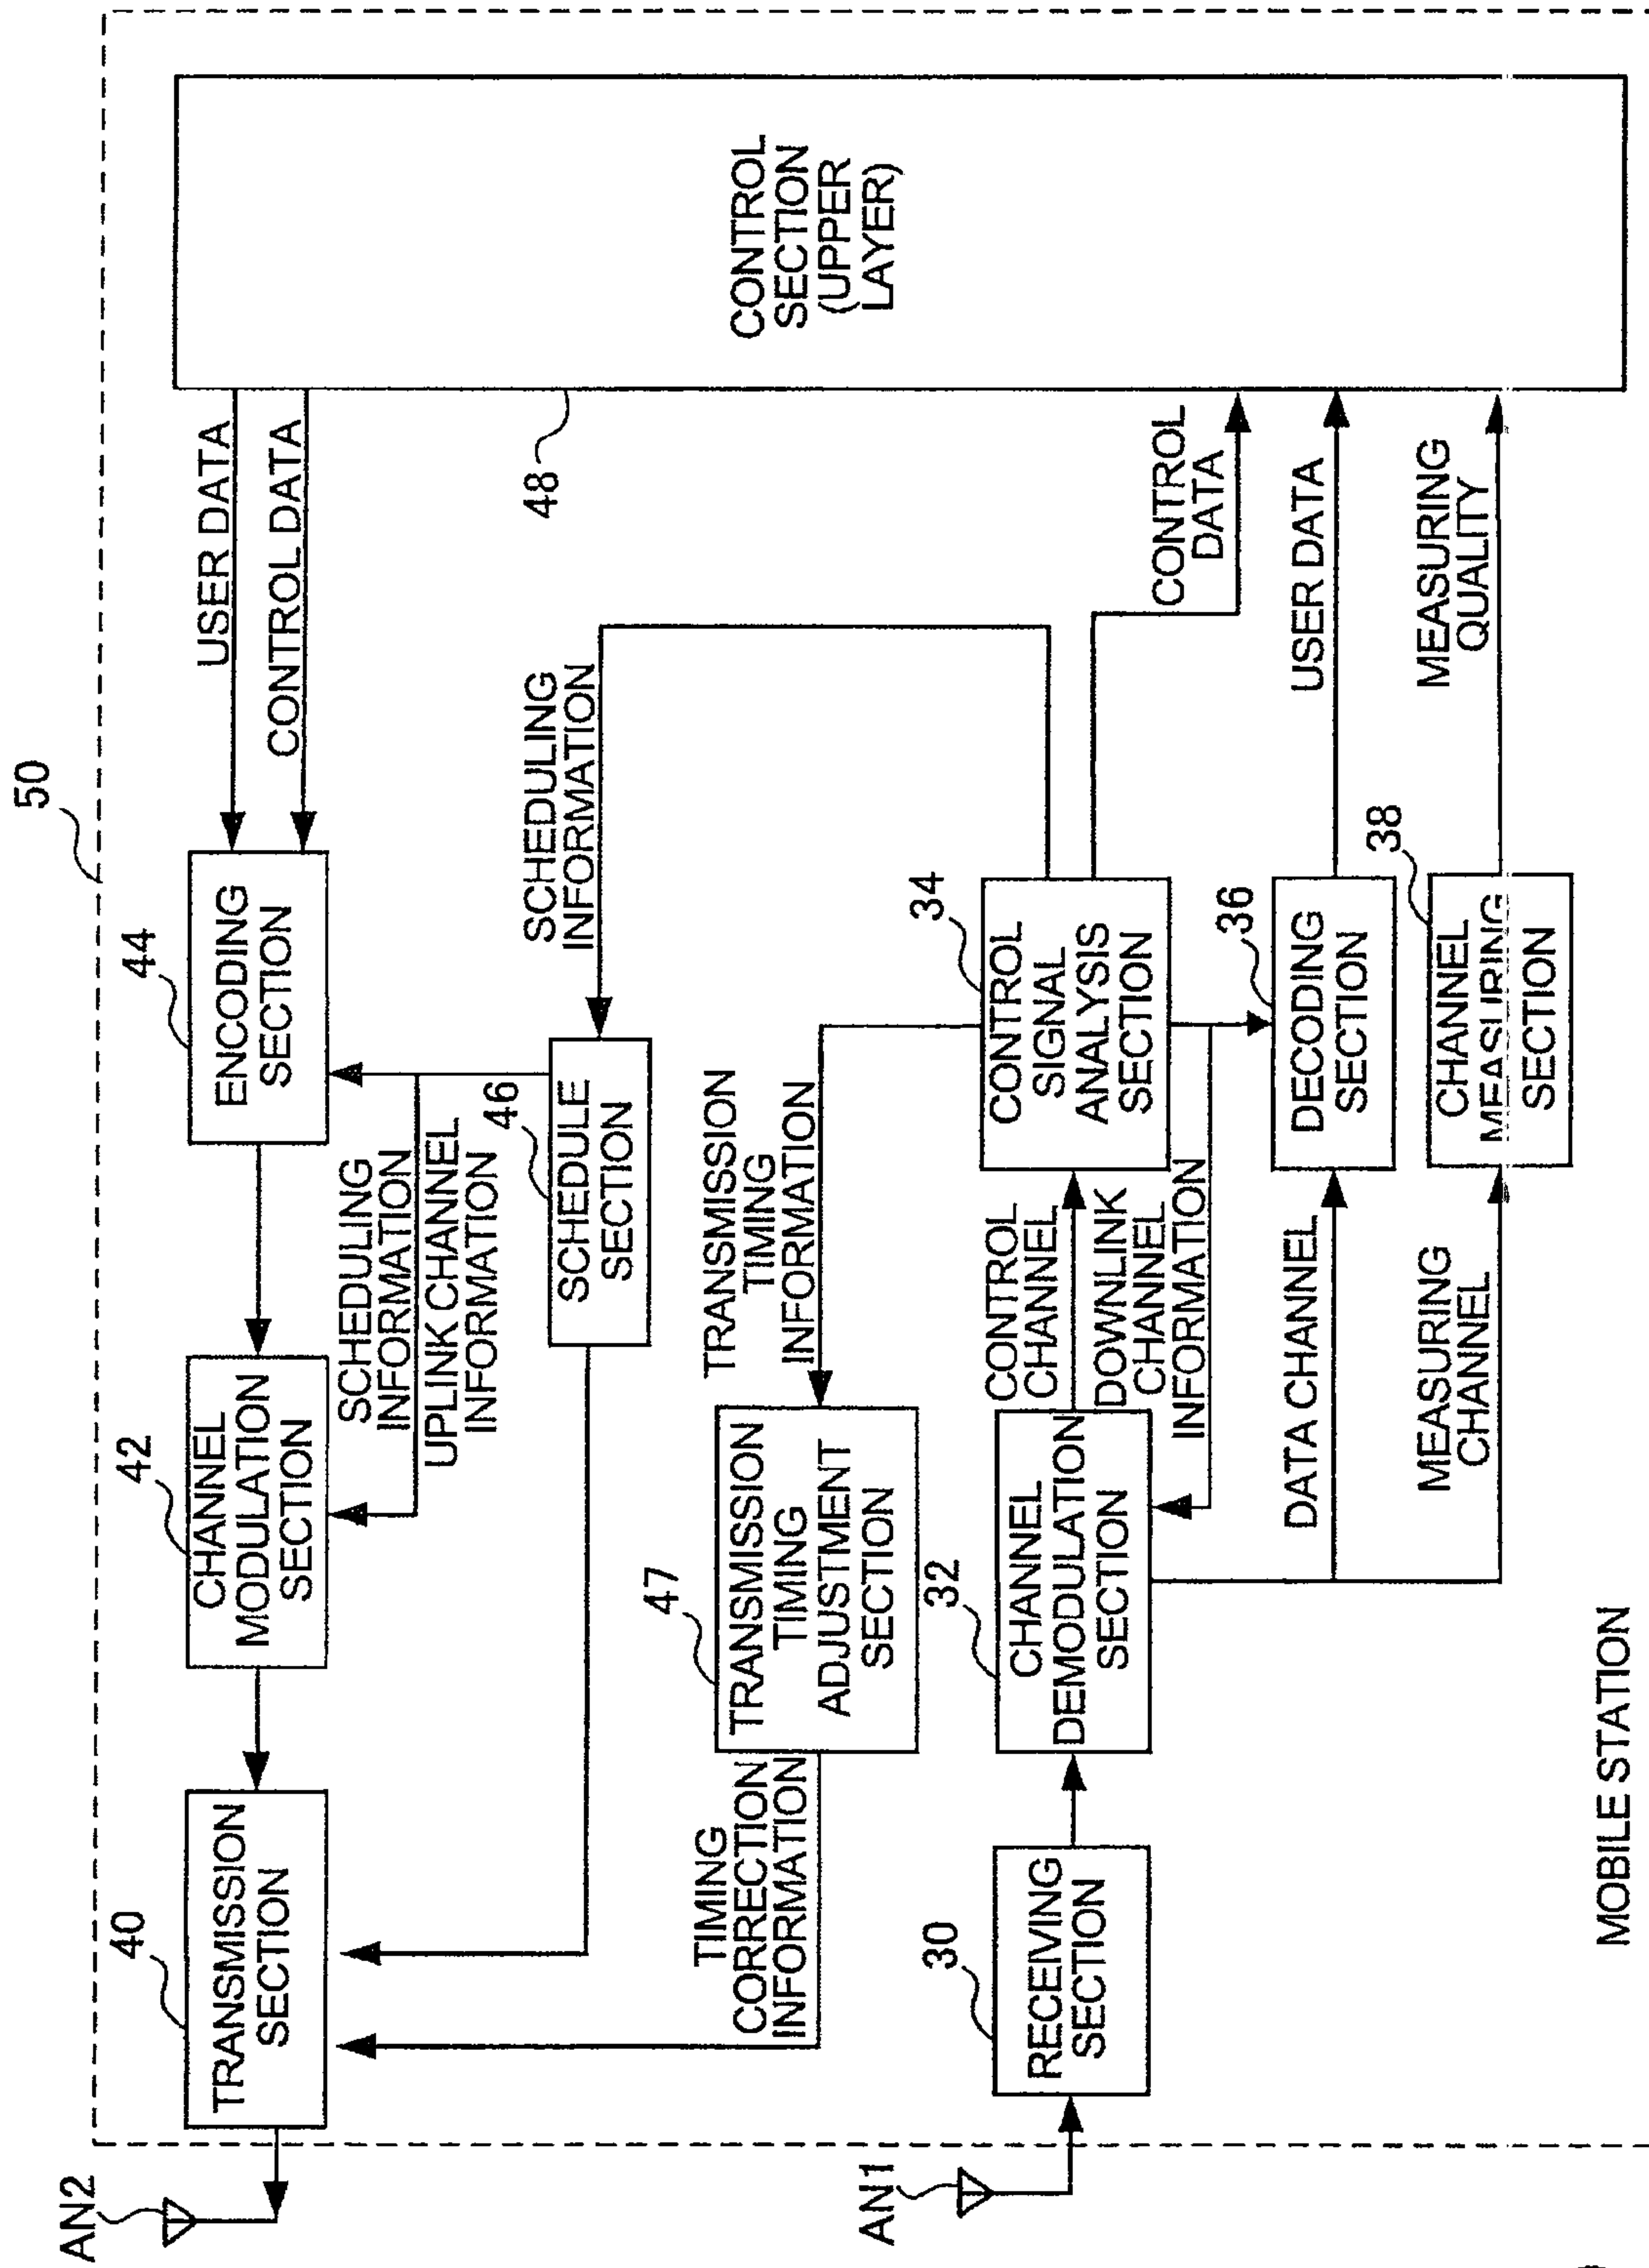 50
AN2
40
TRANSMISSION
SECTION
42
CHANNEL
MODULATION
SECTION
44
ENCODING
SECTION
USER DATA
CONTROL DATA
SCHEDULING
INFORMATION
UPLINK CHANNEL
INFORMATION
46
SCHEDULE
SECTION
SCHEDULING
INFORMATION
48
CONTROL
SECTION
(UPPER
LAYER)
TIMING
CORRECTION
INFORMATION
47
TRANSMISSION
TIMING
ADJUSTMENT
SECTION
TRANSMISSION
TIMING
INFORMATION
AN1
30
RECEIVING
SECTION
32
CHANNEL
DEMODULATION
SECTION
CONTROL
CHANNEL
DOWNLINK
CHANNEL
INFORMATION
34
CONTROL
SIGNAL
ANALYSIS
SECTION
CONTROL
DATA
DATA CHANNEL
36
DECODING
SECTION
USER DATA
MEASURING
CHANNEL
38
CHANNEL
MEASURING
SECTION
MEASURING
QUALITY
MOBILE STATION